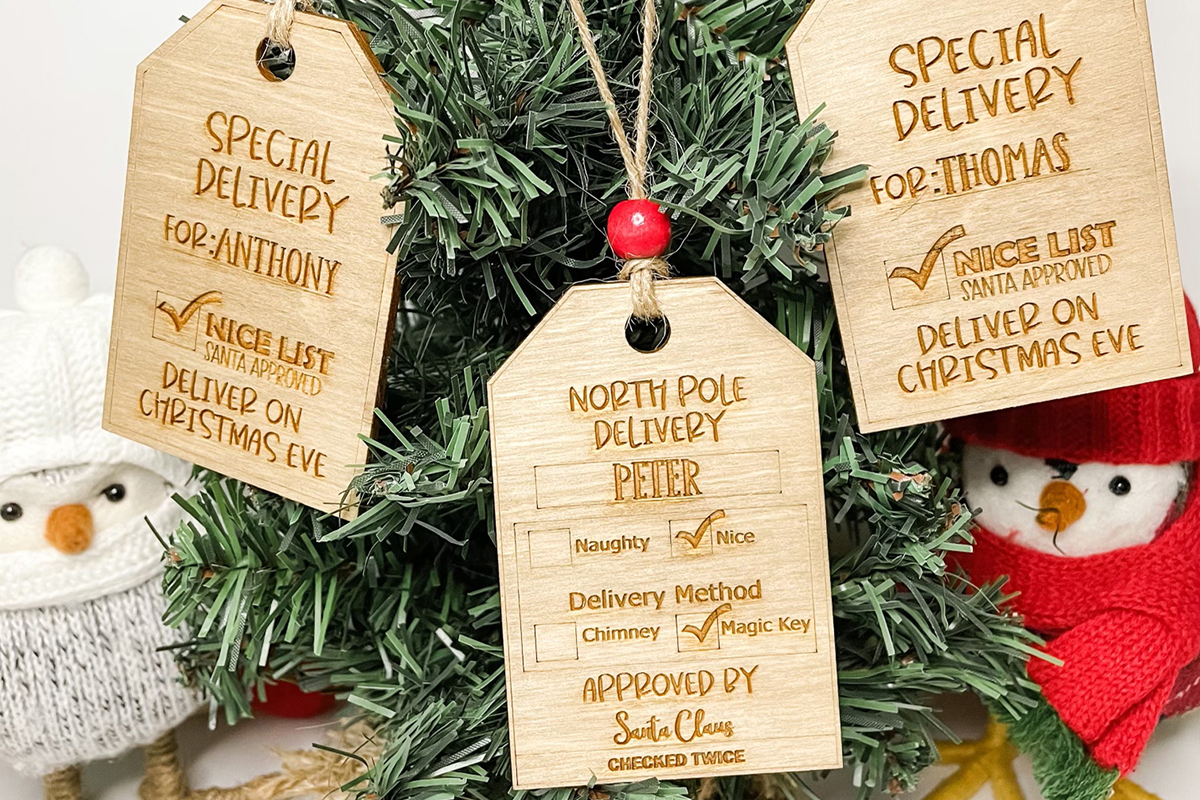 SPECIAL
DELIVERY
FOR:ANTHONY
NICE LIST
SANTA APPROVED
DELIVER ON
CHRISTMAS EVE
NORTH POLE
DELIVERY
PETER
Naughty Nice
Delivery Method
Chimney Magic Key
APPROVED BY
Santa Claus
CHECKED TWICE
SPECIAL
DELIVERY
FOR:THOMAS
NICE LIST
SANTA APPROVED
DELIVER ON
CHRISTMAS EVE